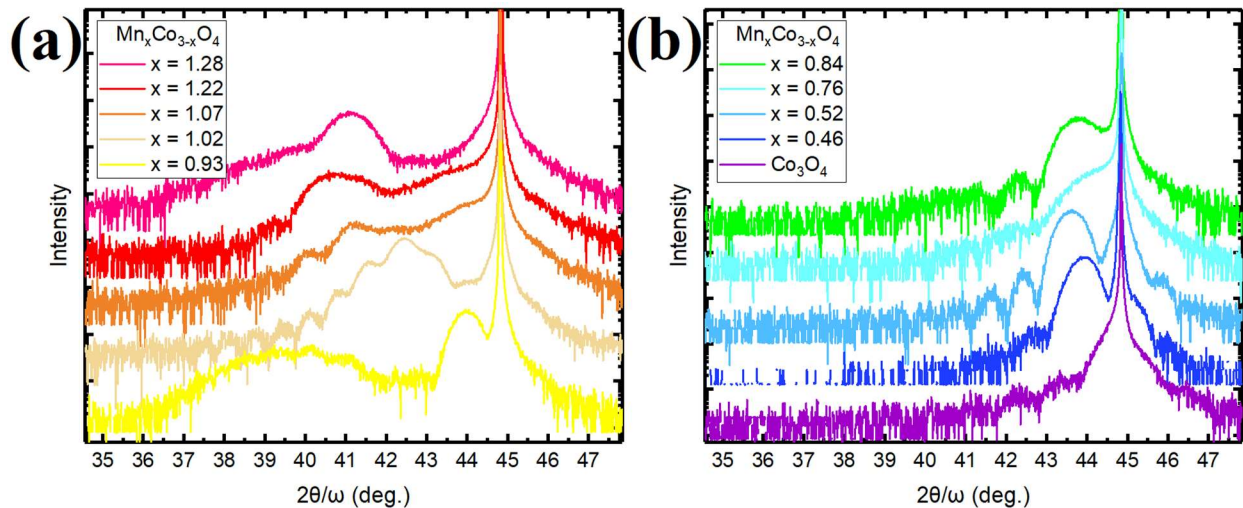 (a)
MnₓCo₃₋ₓO₄
x = 1.28
x = 1.22
x = 1.07
x = 1.02
x = 0.93
Intensity
35 36 37 38 39 40 41 42 43 44 45 46 47
2θ/ω (deg.)
(b)
MnₓCo₃₋ₓO₄
x = 0.84
x = 0.76
x = 0.52
x = 0.46
Co₃O₄
Intensity
35 36 37 38 39 40 41 42 43 44 45 46 47
2θ/ω (deg.)